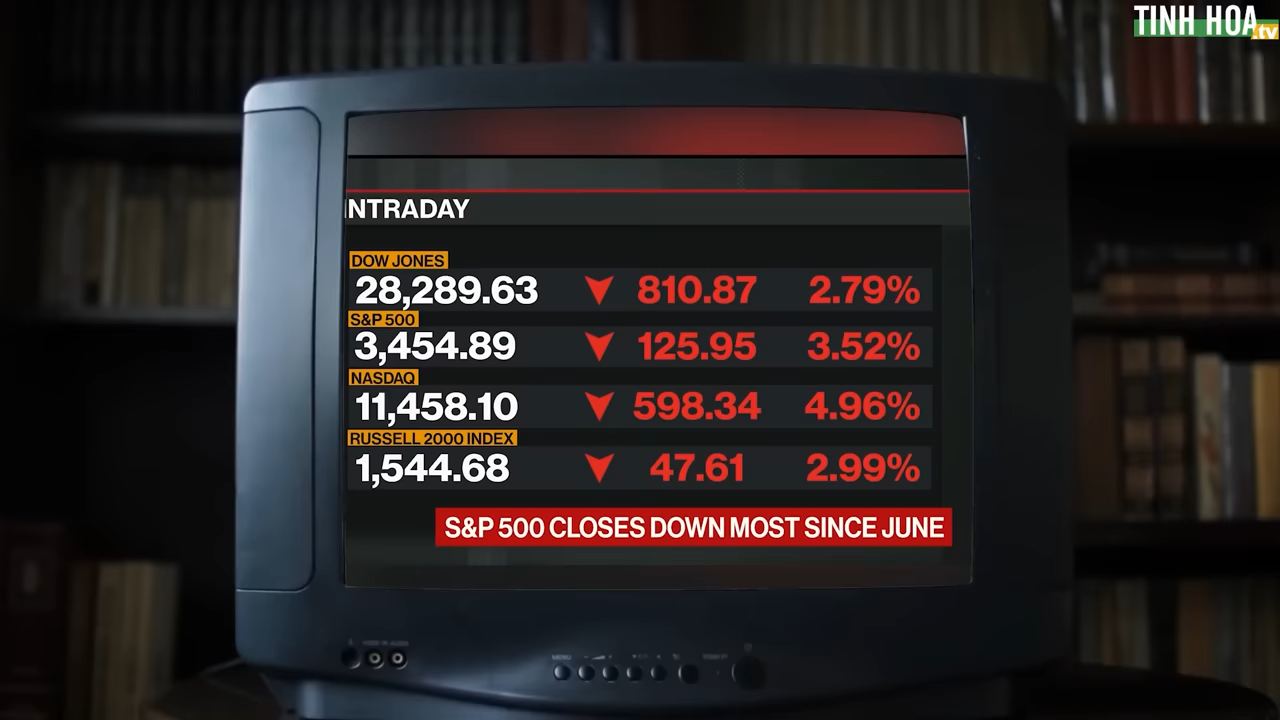 TINH HOA
.tv
NTRADAY
DOW JONES
28,289.63 810.87 2.79%
S&P 500
3,454.89 125.95 3.52%
NASDAQ
11,458.10 598.34 4.96%
RUSSELL 2000 INDEX
1,544.68 47.61 2.99%
S&P 500 CLOSES DOWN MOST SINCE JUNE
MENU